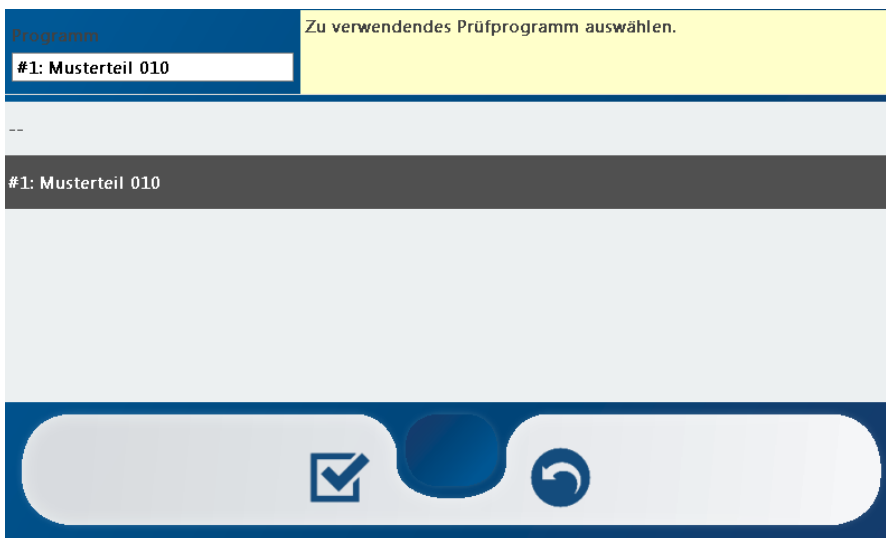 Programm
#1: Musterteil 010
Zu verwendendes Prüfprogramm auswählen.
--
#1: Musterteil 010